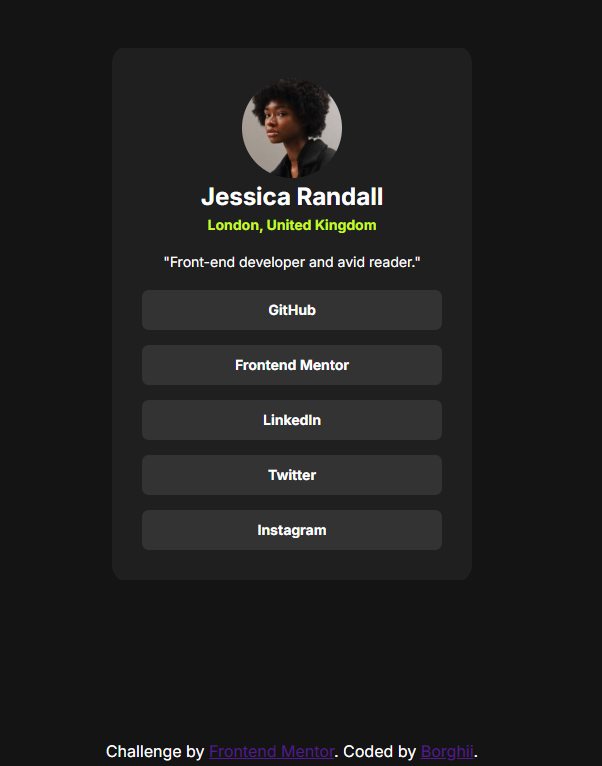 Jessica Randall
London, United Kingdom
"Front-end developer and avid reader."
GitHub
Frontend Mentor
LinkedIn
Twitter
Instagram
Challenge by Frontend Mentor. Coded by Borghii.